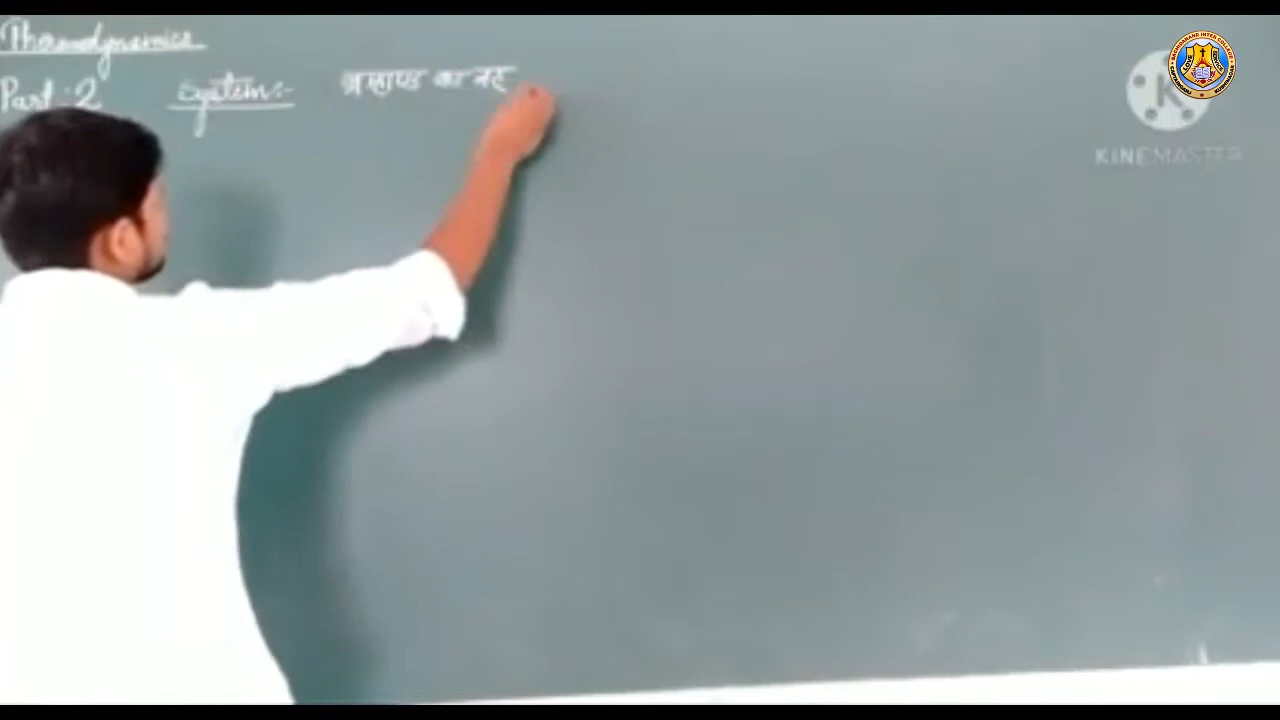 Thermodynamics
Part :2 System:- ब्रह्माण्ड का वह
KINEMASTER